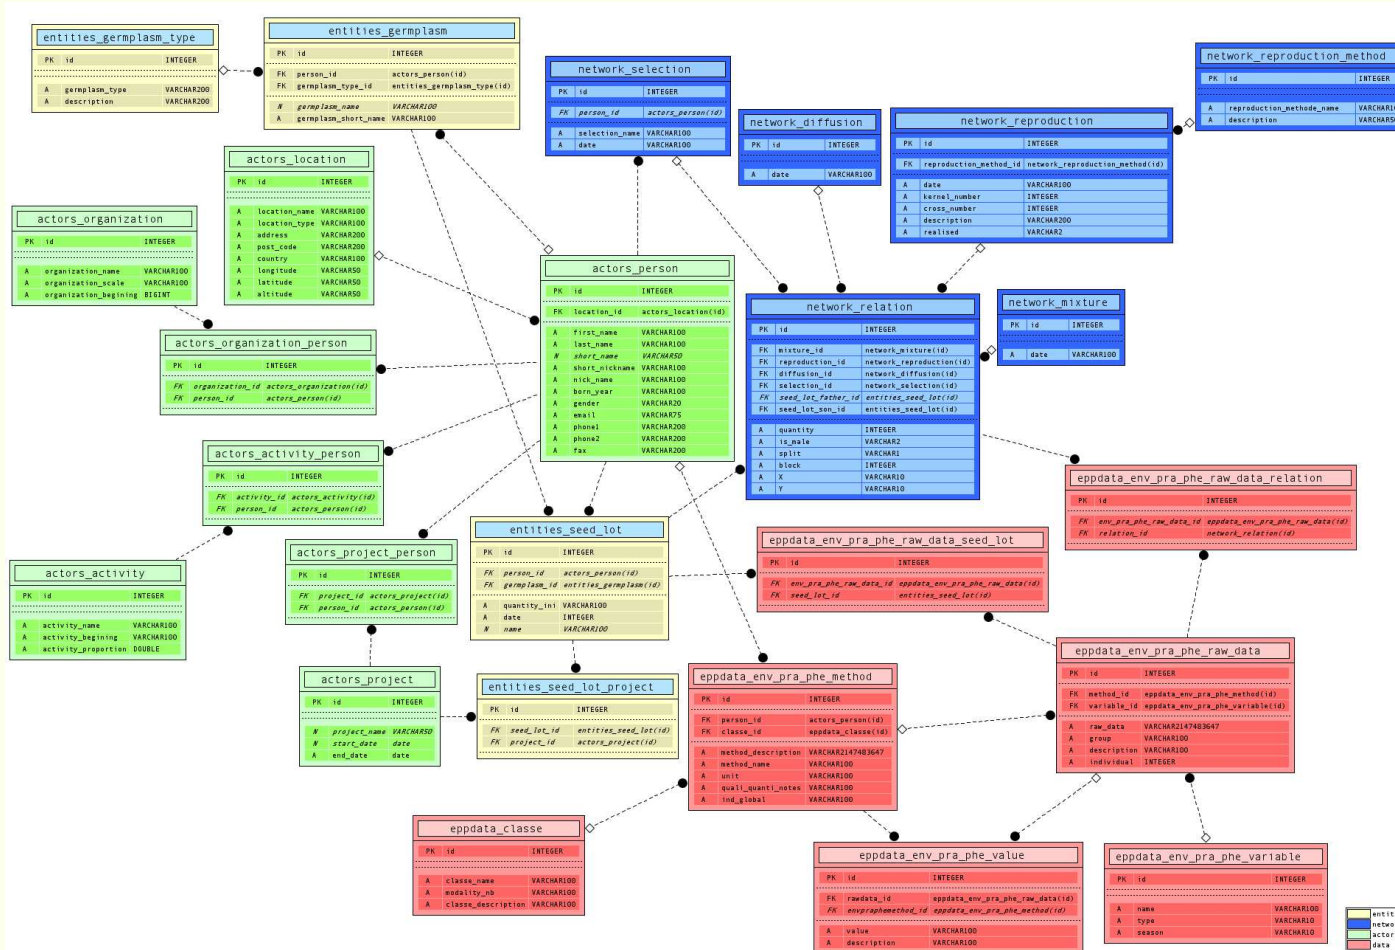 entities_germplasm_type
PK id INTEGER
A germplasm_type VARCHAR200
A description VARCHAR200
entities_germplasm
PK id INTEGER
FK person_id actors_person(id)
FK germplasm_type_id entities_germplasm_type(id)
N germplasm_name VARCHAR100
A germplasm_short_name VARCHAR100
network_selection
PK id INTEGER
FK person_id actors_person(id)
A selection_name VARCHAR100
A date VARCHAR100
network_diffusion
PK id INTEGER
A date VARCHAR100
network_reproduction
PK id INTEGER
FK reproduction_method_id network_reproduction_method(id)
A date VARCHAR100
A kernel_number INTEGER
A cross_number INTEGER
A description VARCHAR200
A realised VARCHAR2
network_reproduction_method
PK id INTEGER
A reproduction_methode_name VARCHAR1
A description VARCHAR5
actors_location
PK id INTEGER
A location_name VARCHAR100
A location_type VARCHAR100
A address VARCHAR200
A post_code VARCHAR200
A country VARCHAR100
A longitude VARCHAR50
A latitude VARCHAR50
A altitude VARCHAR50
actors_organization
PK id INTEGER
A organization_name VARCHAR100
A organization_scale VARCHAR100
A organization_begining BIGINT
actors_person
PK id INTEGER
FK location_id actors_location(id)
A first_name VARCHAR100
A last_name VARCHAR100
N short_name VARCHAR50
A short_nickname VARCHAR100
A nick_name VARCHAR100
A born_year VARCHAR100
A gender VARCHAR20
A email VARCHAR75
A phone1 VARCHAR200
A phone2 VARCHAR200
A fax VARCHAR200
network_relation
PK id INTEGER
FK mixture_id network_mixture(id)
FK reproduction_id network_reproduction(id)
FK diffusion_id network_diffusion(id)
FK selection_id network_selection(id)
FK seed_lot_father_id entities_seed_lot(id)
FK seed_lot_son_id entities_seed_lot(id)
A quantity INTEGER
A is_male VARCHAR2
A split VARCHAR1
A block INTEGER
A X VARCHAR10
A Y VARCHAR10
network_mixture
PK id INTEGER
A date VARCHAR100
actors_organization_person
PK id INTEGER
FK organization_id actors_organization(id)
FK person_id actors_person(id)
actors_activity_person
PK id INTEGER
FK activity_id actors_activity(id)
FK person_id actors_person(id)
actors_activity
PK id INTEGER
A activity_name VARCHAR100
A activity_begining VARCHAR100
A activity_proportion DOUBLE
actors_project_person
PK id INTEGER
FK project_id actors_project(id)
FK person_id actors_person(id)
entities_seed_lot
PK id INTEGER
FK person_id actors_person(id)
FK germplasm_id entities_germplasm(id)
A quantity_ini VARCHAR100
A date INTEGER
N name VARCHAR100
eppdata_env_pra_phe_raw_data_relation
PK id INTEGER
FK env_pra_phe_raw_data_id eppdata_env_pra_phe_raw_data(id)
FK relation_id network_relation(id)
eppdata_env_pra_phe_raw_data_seed_lot
PK id INTEGER
FK env_pra_phe_raw_data_id eppdata_env_pra_phe_raw_data(id)
FK seed_lot_id entities_seed_lot(id)
actors_project
PK id INTEGER
N project_name VARCHAR50
N start_date date
A end_date date
entities_seed_lot_project
PK id INTEGER
FK seed_lot_id entities_seed_lot(id)
FK project_id actors_project(id)
eppdata_env_pra_phe_method
PK id INTEGER
FK person_id actors_person(id)
FK classe_id eppdata_classe(id)
A method_description VARCHAR2147483647
A method_name VARCHAR100
A unit VARCHAR100
A quali_quanti_notes VARCHAR100
A ind_global VARCHAR100
eppdata_env_pra_phe_raw_data
PK id INTEGER
FK method_id eppdata_env_pra_phe_method(id)
FK variable_id eppdata_env_pra_phe_variable(id)
A raw_data VARCHAR2147483647
A group VARCHAR100
A description VARCHAR100
A individual INTEGER
eppdata_classe
PK id INTEGER
A classe_name VARCHAR100
A modality_nb VARCHAR100
A classe_description VARCHAR100
eppdata_env_pra_phe_value
PK id INTEGER
FK rawdata_id eppdata_env_pra_phe_raw_data(id)
FK envpraphemethod_id eppdata_env_pra_phe_method(id)
A value VARCHAR100
A description VARCHAR100
eppdata_env_pra_phe_variable
PK id INTEGER
A name VARCHAR100
A type VARCHAR10
A season VARCHAR10
entit
netwo
actor
data